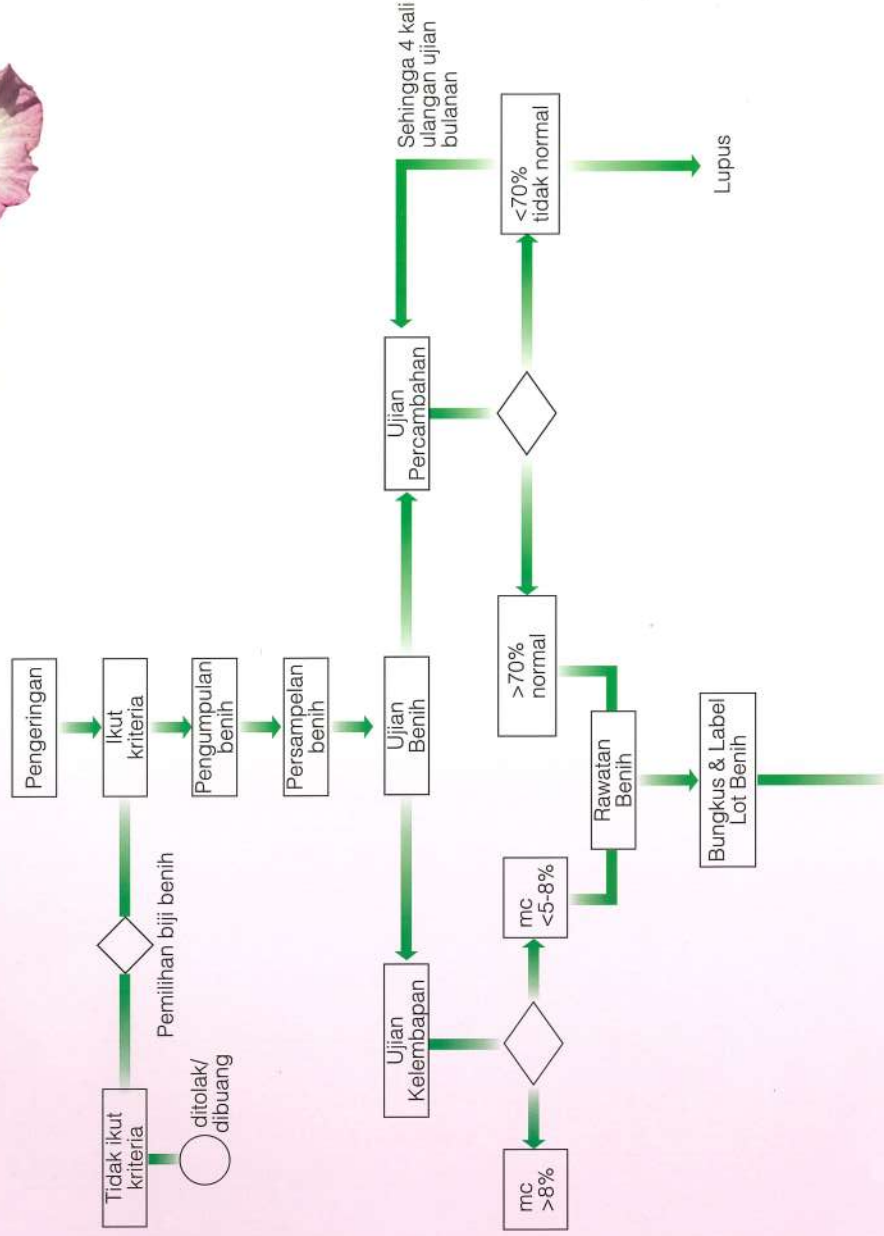 Pengeringan
Ikut
kriteria
Pemilihan biji benih
Tidak ikut
kriteria
ditolak/
dibuang
Pengumpulan
benih
Persampelan
benih
Ujian
Benih
Ujian
Kelembapan
mc
>8%
mc
<5-8%
Ujian
Percambahan
Sehingga 4 kali
ulangan ujian
bulanan
>70%
normal
<70%
tidak normal
Lupus
Rawatan
Benih
Bungkus & Label
Lot Benih